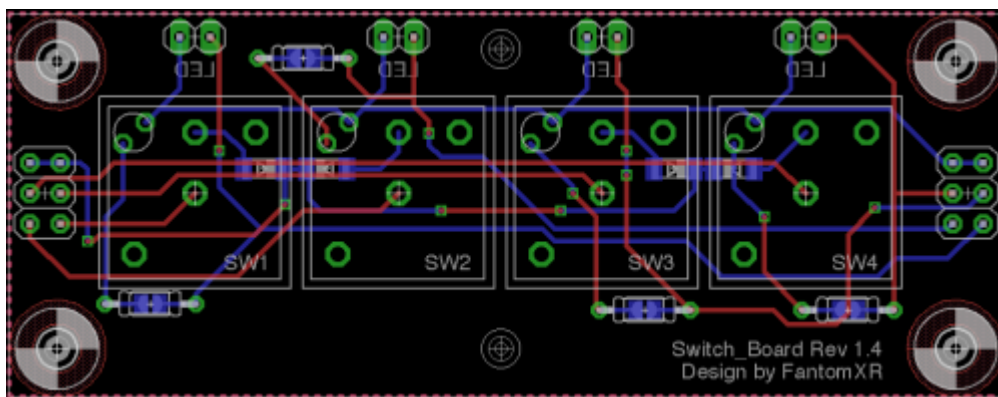 LED
LED
LED
LED
SW1
SW2
SW3
SW4
Switch_Board Rev 1.4
Design by FantomXR